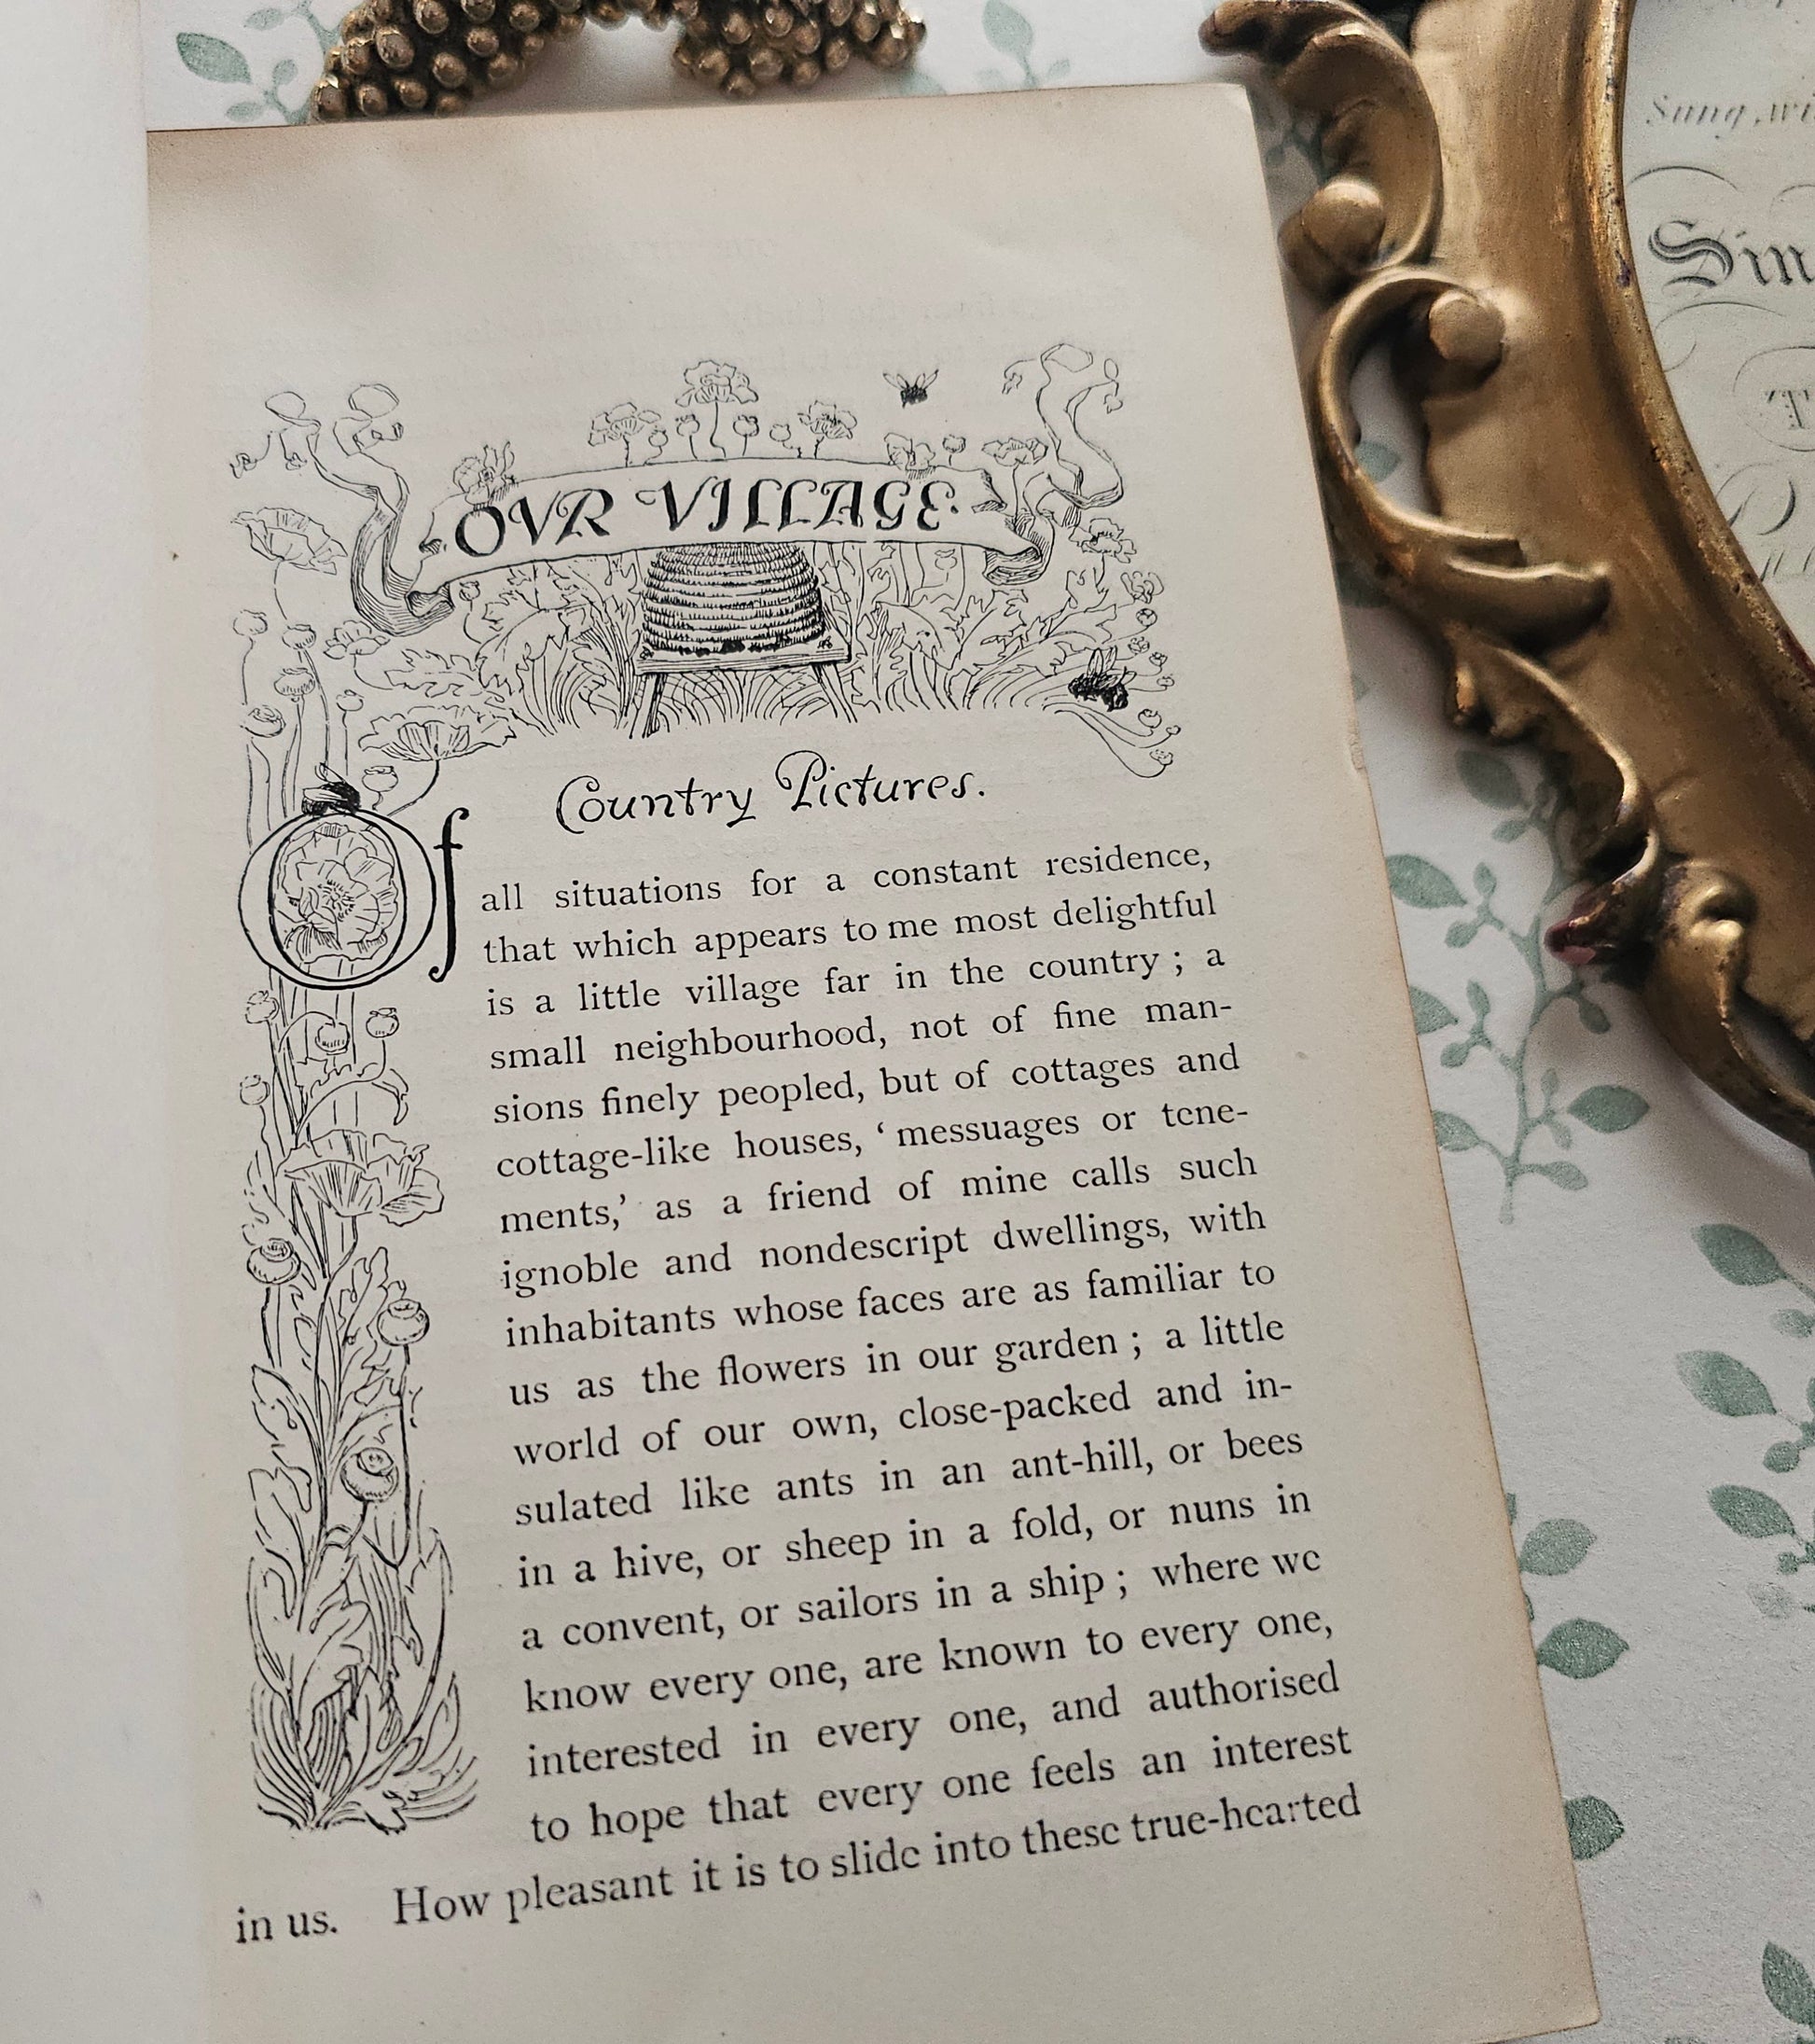 OVR VILLAGE
Country Pictures.
Of all situations for a constant residence,
that which appears to me most delightful
is a little village far in the country; a
small neighbourhood, not of fine man-
sions finely peopled, but of cottages and
cottage-like houses, ‘messuages or tene-
ments,’ as a friend of mine calls such
ignoble and nondescript dwellings, with
inhabitants whose faces are as familiar to
us as the flowers in our garden; a little
world of our own, close-packed and in-
sulated like ants in an ant-hill, or bees
in a hive, or sheep in a fold, or nuns in
a convent, or sailors in a ship; where we
know every one, are known to every one,
interested in every one, and authorised
to hope that every one feels an interest
in us. How pleasant it is to slide into these true-hearted
Sung,